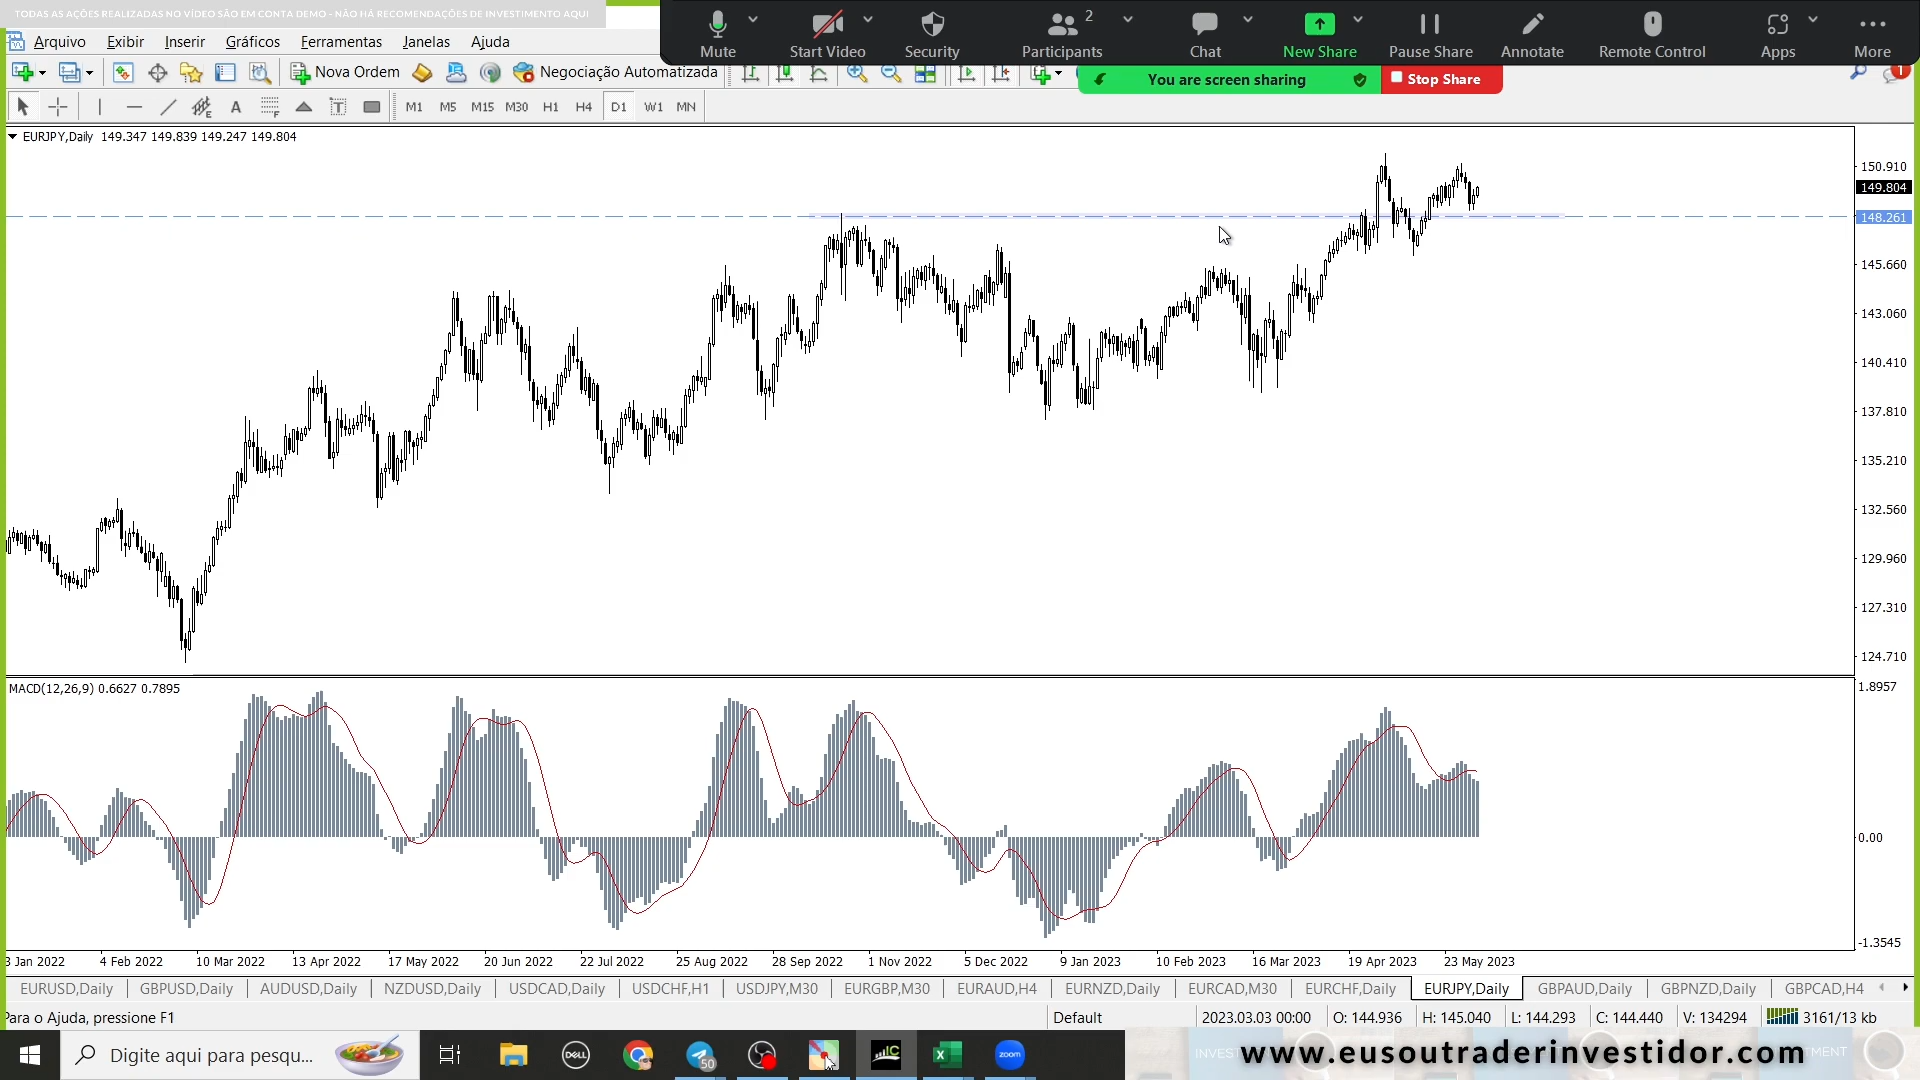 TODAS AS AÇÕES REALIZADAS NO VÍDEO SÃO EM CONTA DEMO - NÃO HÁ RECOMENDAÇÕES DE INVESTIMENTO AQUI
Mute
Start Video
Security
Participants
2
Chat
New Share
Pause Share
Annotate
Remote Control
Apps
More
Arquivo Exibir Inserir Gráficos Ferramentas Janelas Ajuda
Nova Ordem
Negociação Automatizada
You are screen sharing
Stop Share
1
A
M1 M5 M15 M30 H1 H4 D1 W1 MN
EURJPY,Daily 149.347 149.839 149.247 149.804
150.910
149.804
148.261
145.660
143.060
140.410
137.810
135.210
132.560
129.960
127.310
124.710
MACD(12,26,9) 0.6627 0.7895
1.8957
0.00
-1.3545
3 Jan 2022 4 Feb 2022 10 Mar 2022 13 Apr 2022 17 May 2022 20 Jun 2022 22 Jul 2022 25 Aug 2022 28 Sep 2022 1 Nov 2022 5 Dec 2022 9 Jan 2023 10 Feb 2023 16 Mar 2023 19 Apr 2023 23 May 2023
EURUSD,Daily GBPUSD,Daily AUDUSD,Daily NZDUSD,Daily USDCAD,Daily USDCHF,H1 USDJPY,M30 EURGBP,M30 EURAUD,H4 EURNZD,Daily EURCAD,M30 EURCHF,Daily EURJPY,Daily GBPAUD,Daily GBPNZD,Daily GBPCAD,H4
Para o Ajuda, pressione F1
Default
2023.03.03 00:00 O: 144.936 H: 145.040 L: 144.293 C: 144.440 V: 134294 3161/13 kb
Digite aqui para pesqu...
DELL
50
IC
zoom
www.eusoutraderinvestidor.com